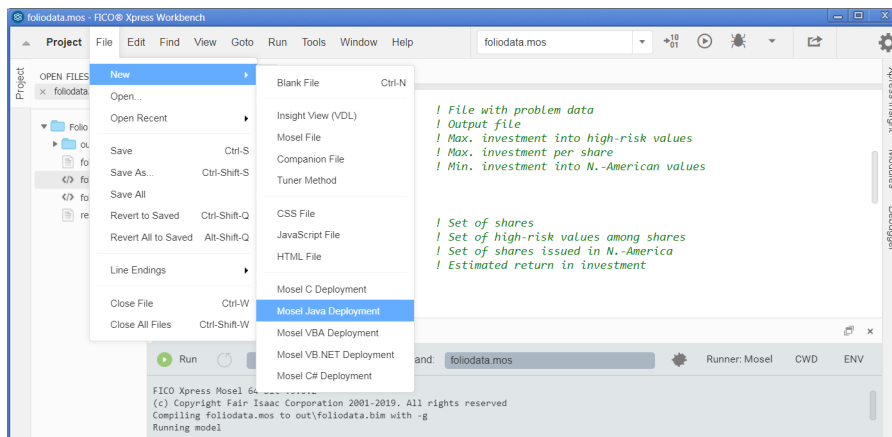 foliodata.mos - FICO® Xpress Workbench
Project File Edit Find View Goto Run Tools Window Help foliodata.mos
Project
OPEN FILES
foliodata
Folio
ou
fo
fo
fo
re
New
Open...
Open Recent
Save Ctrl-S
Save As... Ctrl-Shift-S
Save All
Revert to Saved Ctrl-Shift-Q
Revert All to Saved Alt-Shift-Q
Line Endings
Close File Ctrl-W
Close All Files Ctrl-Shift-W
Blank File Ctrl-N
Insight View (VDL)
Mosel File
Companion File
Tuner Method
CSS File
JavaScript File
HTML File
Mosel C Deployment
Mosel Java Deployment
Mosel VBA Deployment
Mosel VB.NET Deployment
Mosel C# Deployment
! File with problem data
! Output file
! Max. investment into high-risk values
! Max. investment per share
! Min. investment into N.-American values
! Set of shares
! Set of high-risk values among shares
! Set of shares issued in N.-America
! Estimated return in investment
Xpress Insight
Modules
Debugger
Run and: foliodata.mos Runner: Mosel CWD ENV
FICO Xpress Mosel 64
(c) Copyright Fair Isaac Corporation 2001-2019. All rights reserved
Compiling foliodata.mos to out\foliodata.bim with -g
Running model